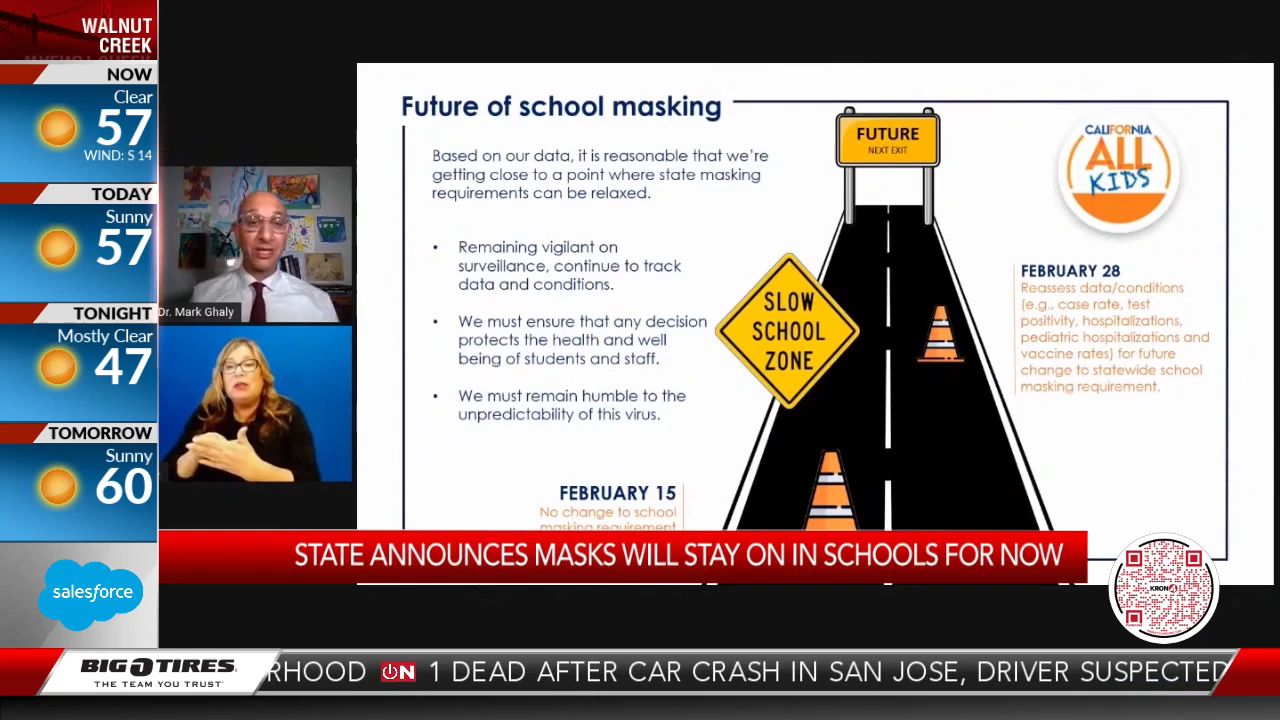 WALNUT
CREEK
NOW
Clear
57
WIND: S 14
TODAY
Sunny
57
TONIGHT
Mostly Clear
47
TOMORROW
Sunny
60
salesforce
Dr. Mark Ghaly
Future of school masking
Based on our data, it is reasonable that we're
getting close to a point where state masking
requirements can be relaxed.
• Remaining vigilant on
surveillance, continue to track
data and conditions.
• We must ensure that any decision
protects the health and well
being of students and staff.
• We must remain humble to the
unpredictability of this virus.
FEBRUARY 15
No change to school
masking requirement
FUTURE
NEXT EXIT
SLOW
SCHOOL
ZONE
CALIFORNIA
ALL
KIDS
FEBRUARY 28
Reassess data/conditions
(e.g., case rate, test
positivity, hospitalizations,
pediatric hospitalizations and
vaccine rates) for future
change to statewide school
masking requirement.
STATE ANNOUNCES MASKS WILL STAY ON IN SCHOOLS FOR NOW
KRON4
BIG O TIRES
THE TEAM YOU TRUST
RHOOD ON 1 DEAD AFTER CAR CRASH IN SAN JOSE, DRIVER SUSPECTED